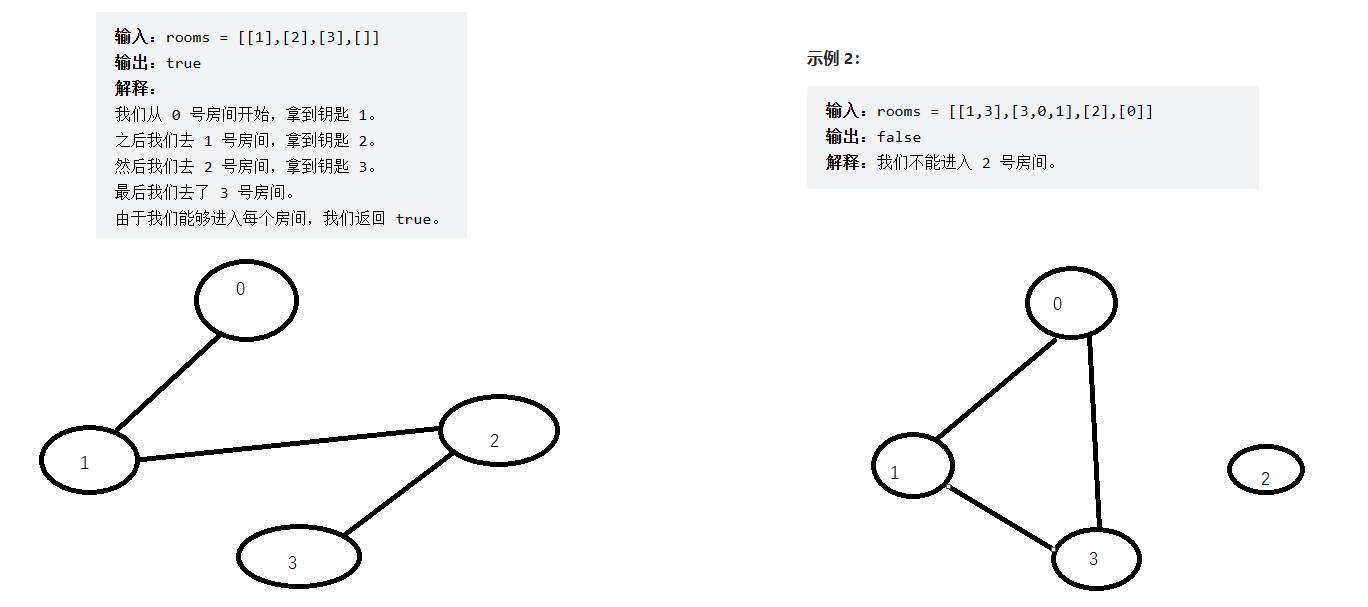 输入：rooms = [[1],[2],[3],[]]
输出：true
解释：
我们从 0 号房间开始，拿到钥匙 1。
之后我们去 1 号房间，拿到钥匙 2。
然后我们去 2 号房间，拿到钥匙 3。
最后我们去了 3 号房间。
由于我们能够进入每个房间，我们返回 true。
0
1
2
3
示例 2：
输入：rooms = [[1,3],[3,0,1],[2],[0]]
输出：false
解释：我们不能进入 2 号房间。
0
1
2
3